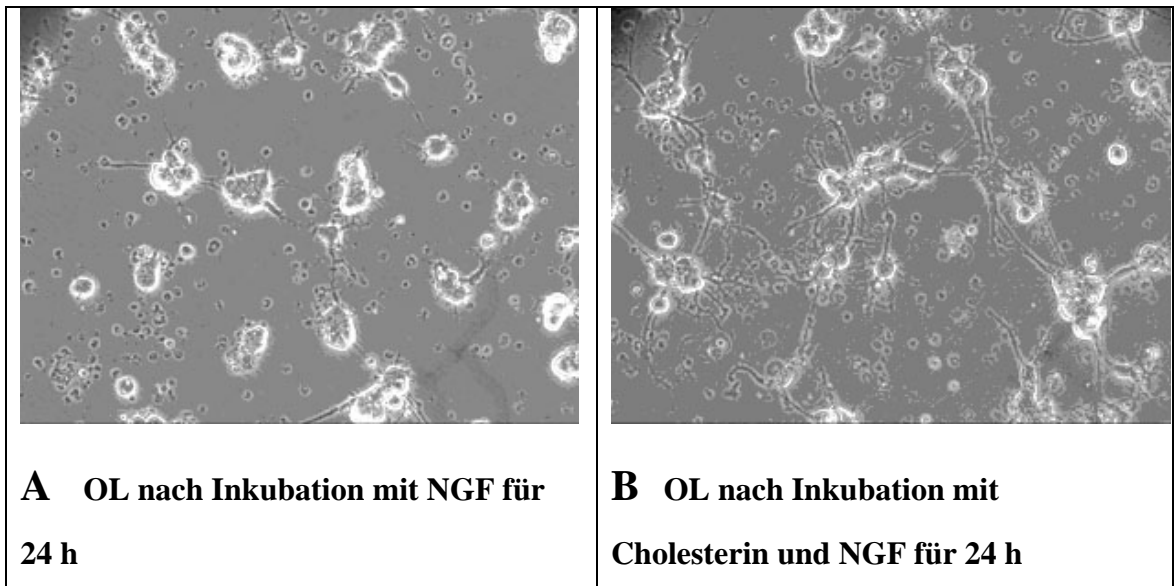 A OL nach Inkubation mit NGF für
24 h
B OL nach Inkubation mit
Cholesterin und NGF für 24 h